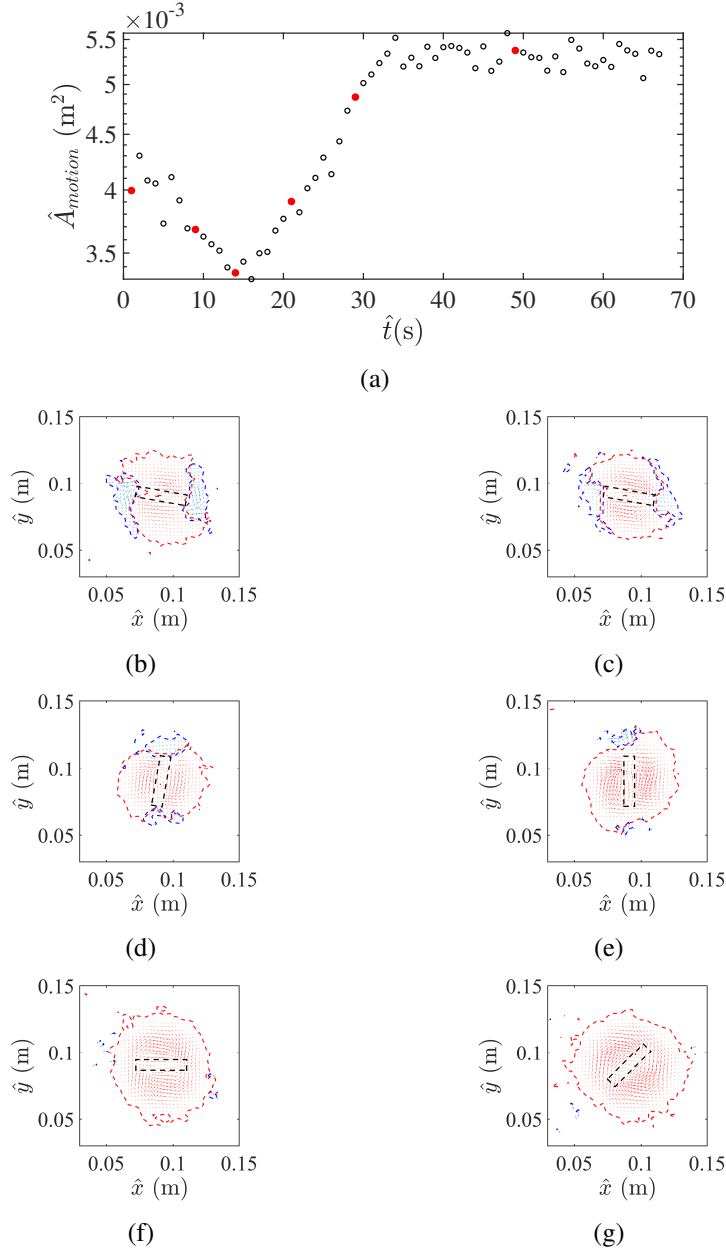 ×10⁻³
5.5
5
4.5
4
3.5
Â_motion (m²)
0 10 20 30 40 50 60 70
t̂(s)
(a)
0.15 0.15
0.1 0.1
0.05 0.05
ŷ (m) ŷ (m)
0.05 0.1 0.15 0.05 0.1 0.15
x̂ (m) x̂ (m)
(b) (c)
0.15 0.15
0.1 0.1
0.05 0.05
ŷ (m) ŷ (m)
0.05 0.1 0.15 0.05 0.1 0.15
x̂ (m) x̂ (m)
(d) (e)
0.15 0.15
0.1 0.1
0.05 0.05
ŷ (m) ŷ (m)
0.05 0.1 0.15 0.05 0.1 0.15
x̂ (m) x̂ (m)
(f) (g)